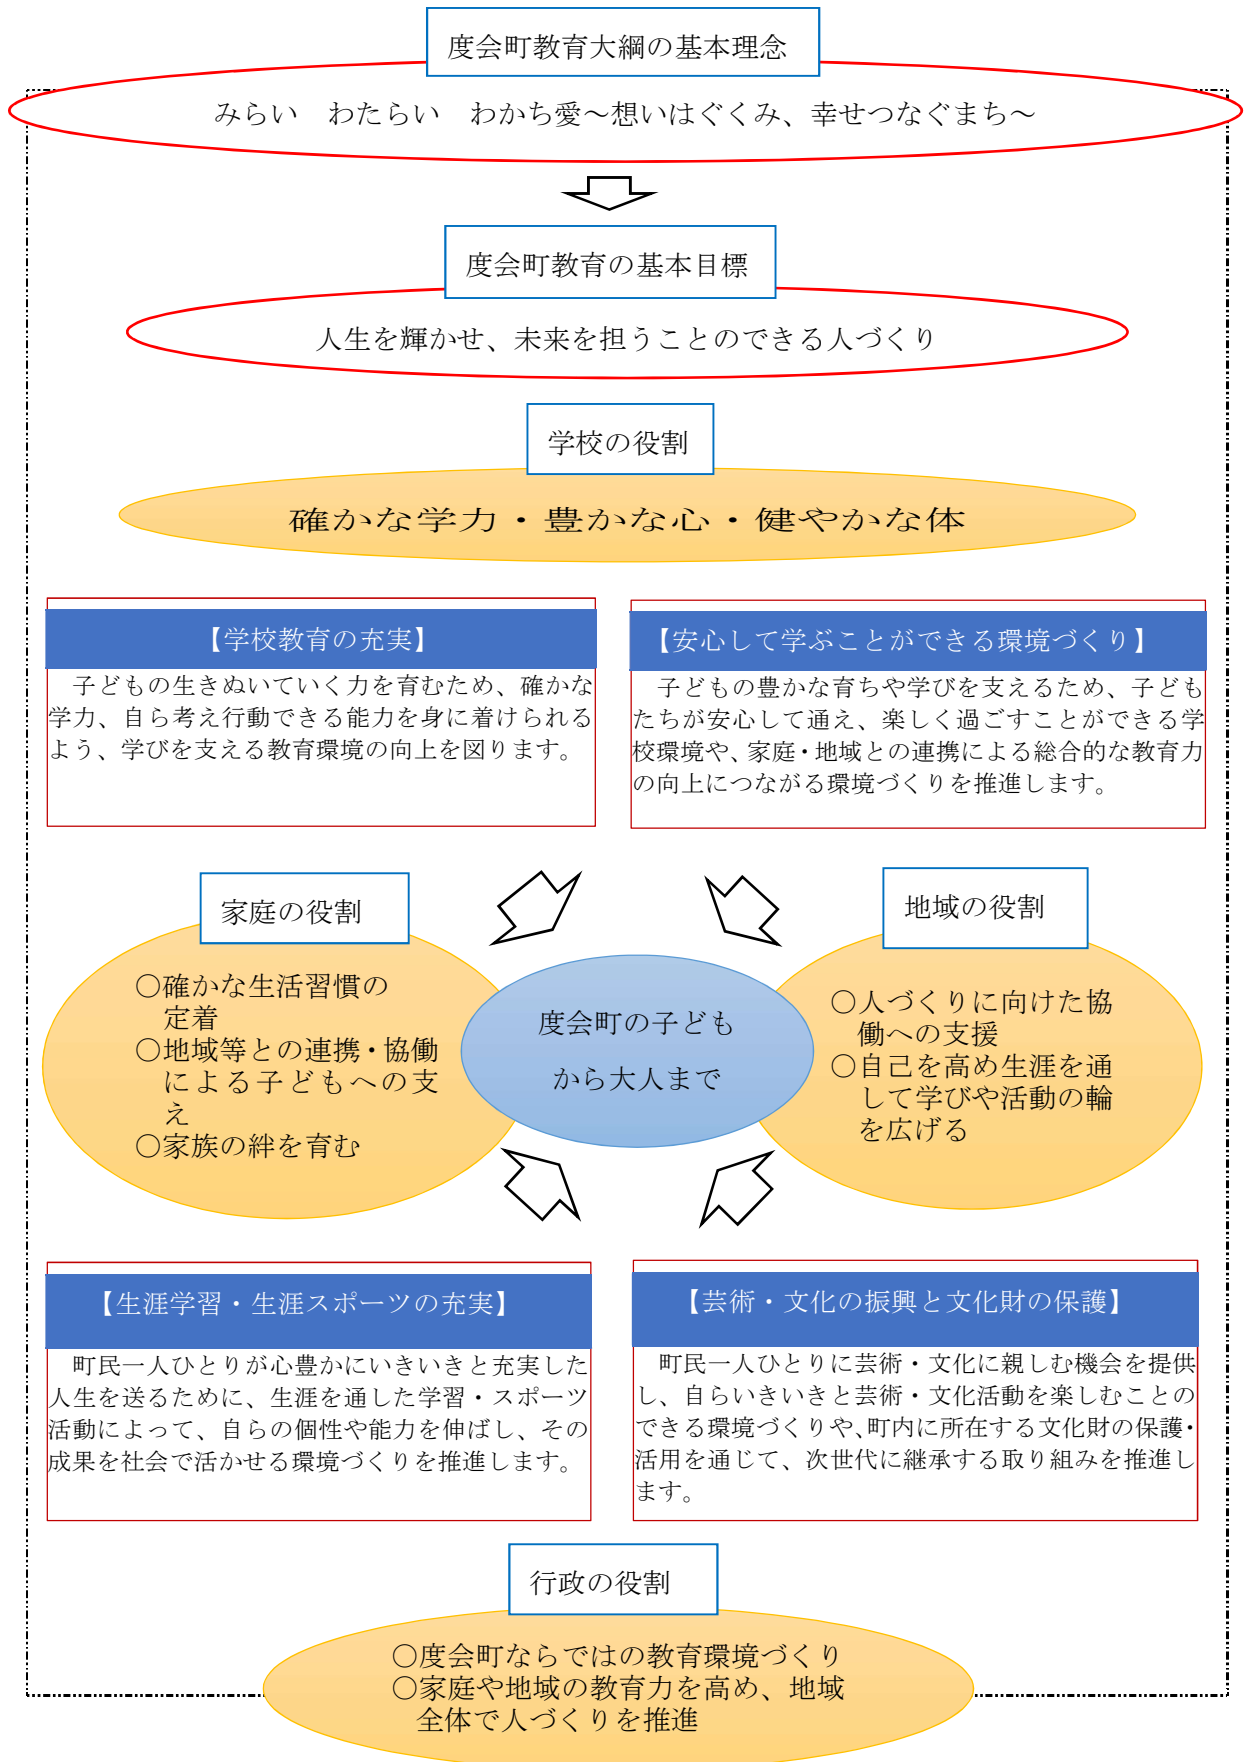 度会町教育大綱の基本理念
みらい　わたらい　わかち愛～想いはぐくみ、幸せつなぐまち～
度会町教育の基本目標
人生を輝かせ、未来を担うことのできる人づくり
学校の役割
確かな学力・豊かな心・健やかな体
【学校教育の充実】
　子どもの生きぬいていく力を育むため、確かな
学力、自ら考え行動できる能力を身に着けられる
よう、学びを支える教育環境の向上を図ります。
【安心して学ぶことができる環境づくり】
　子どもの豊かな育ちや学びを支えるため、子ども
たちが安心して通え、楽しく過ごすことができる学
校環境や、家庭・地域との連携による総合的な教育力
の向上につながる環境づくりを推進します。
家庭の役割
○確かな生活習慣の
定着
○地域等との連携・協働
による子どもへの支
え
○家族の絆を育む
度会町の子ども
から大人まで
地域の役割
○人づくりに向けた協
働への支援
○自己を高め生涯を通
して学びや活動の輪
を広げる
【生涯学習・生涯スポーツの充実】
　町民一人ひとりが心豊かにいきいきと充実した
人生を送るために、生涯を通した学習・スポーツ
活動によって、自らの個性や能力を伸ばし、その
成果を社会で活かせる環境づくりを推進します。
【芸術・文化の振興と文化財の保護】
　町民一人ひとりに芸術・文化に親しむ機会を提供
し、自らいきいきと芸術・文化活動を楽しむことの
できる環境づくりや、町内に所在する文化財の保護・
活用を通じて、次世代に継承する取り組みを推進し
ます。
行政の役割
○度会町ならではの教育環境づくり
○家庭や地域の教育力を高め、地域
全体で人づくりを推進